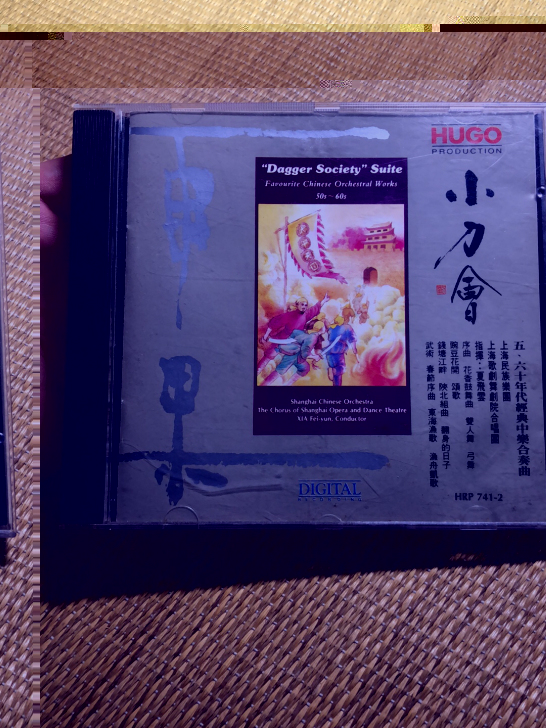 HUGO
PRODUCTION
"Dagger Society" Suite
Favourite Chinese Orchestral Works
50s ~ 60s
Shanghai Chinese Orchestra
The Chorus of Shanghai Opera and Dance Theatre
XIA Fei-yun, Conductor
小刀會
五·六十年代經典中樂合奏曲
上海民族樂團
上海歌劇舞劇院合唱團
指揮:夏飛雲
序曲 花香鼓舞曲 雙人舞 弓舞
豌豆花開 頌歌
錢塘江畔 陝北組曲 翻身的日子
武術 春節序曲 東海漁歌 漁舟凱歌
DIGITAL
HRP 741-2